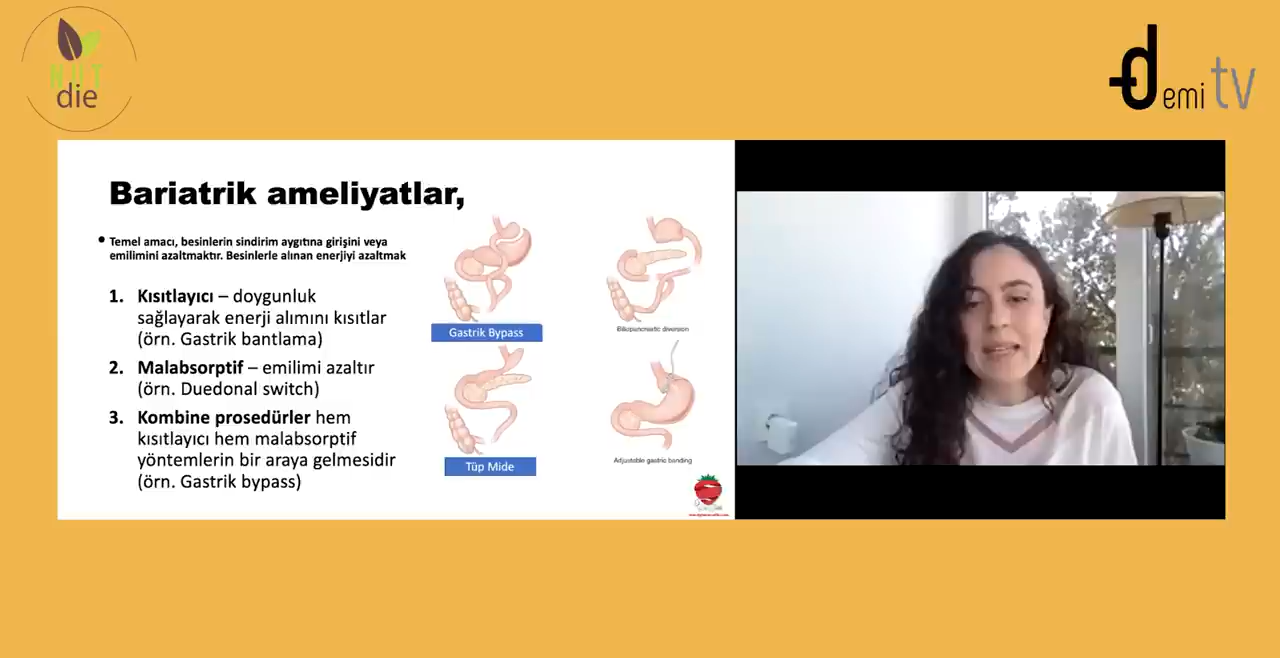 NUT
die
demi tv
Bariatrik ameliyatlar,
• Temel amacı, besinlerin sindirim aygıtına girişini veya
emilimini azaltmaktır. Besinlerle alınan enerjiyi azaltmak
1. Kısıtlayıcı – doygunluk
sağlayarak enerji alımını kısıtlar
(örn. Gastrik bantlama)
2. Malabsorptif – emilimi azaltır
(örn. Duedonal switch)
3. Kombine prosedürler hem
kısıtlayıcı hem malabsorptif
yöntemlerin bir araya gelmesidir
(örn. Gastrik bypass)
Gastrik Bypass
Biliopancreatic diversion
Tüp Mide
Adjustable gastric banding